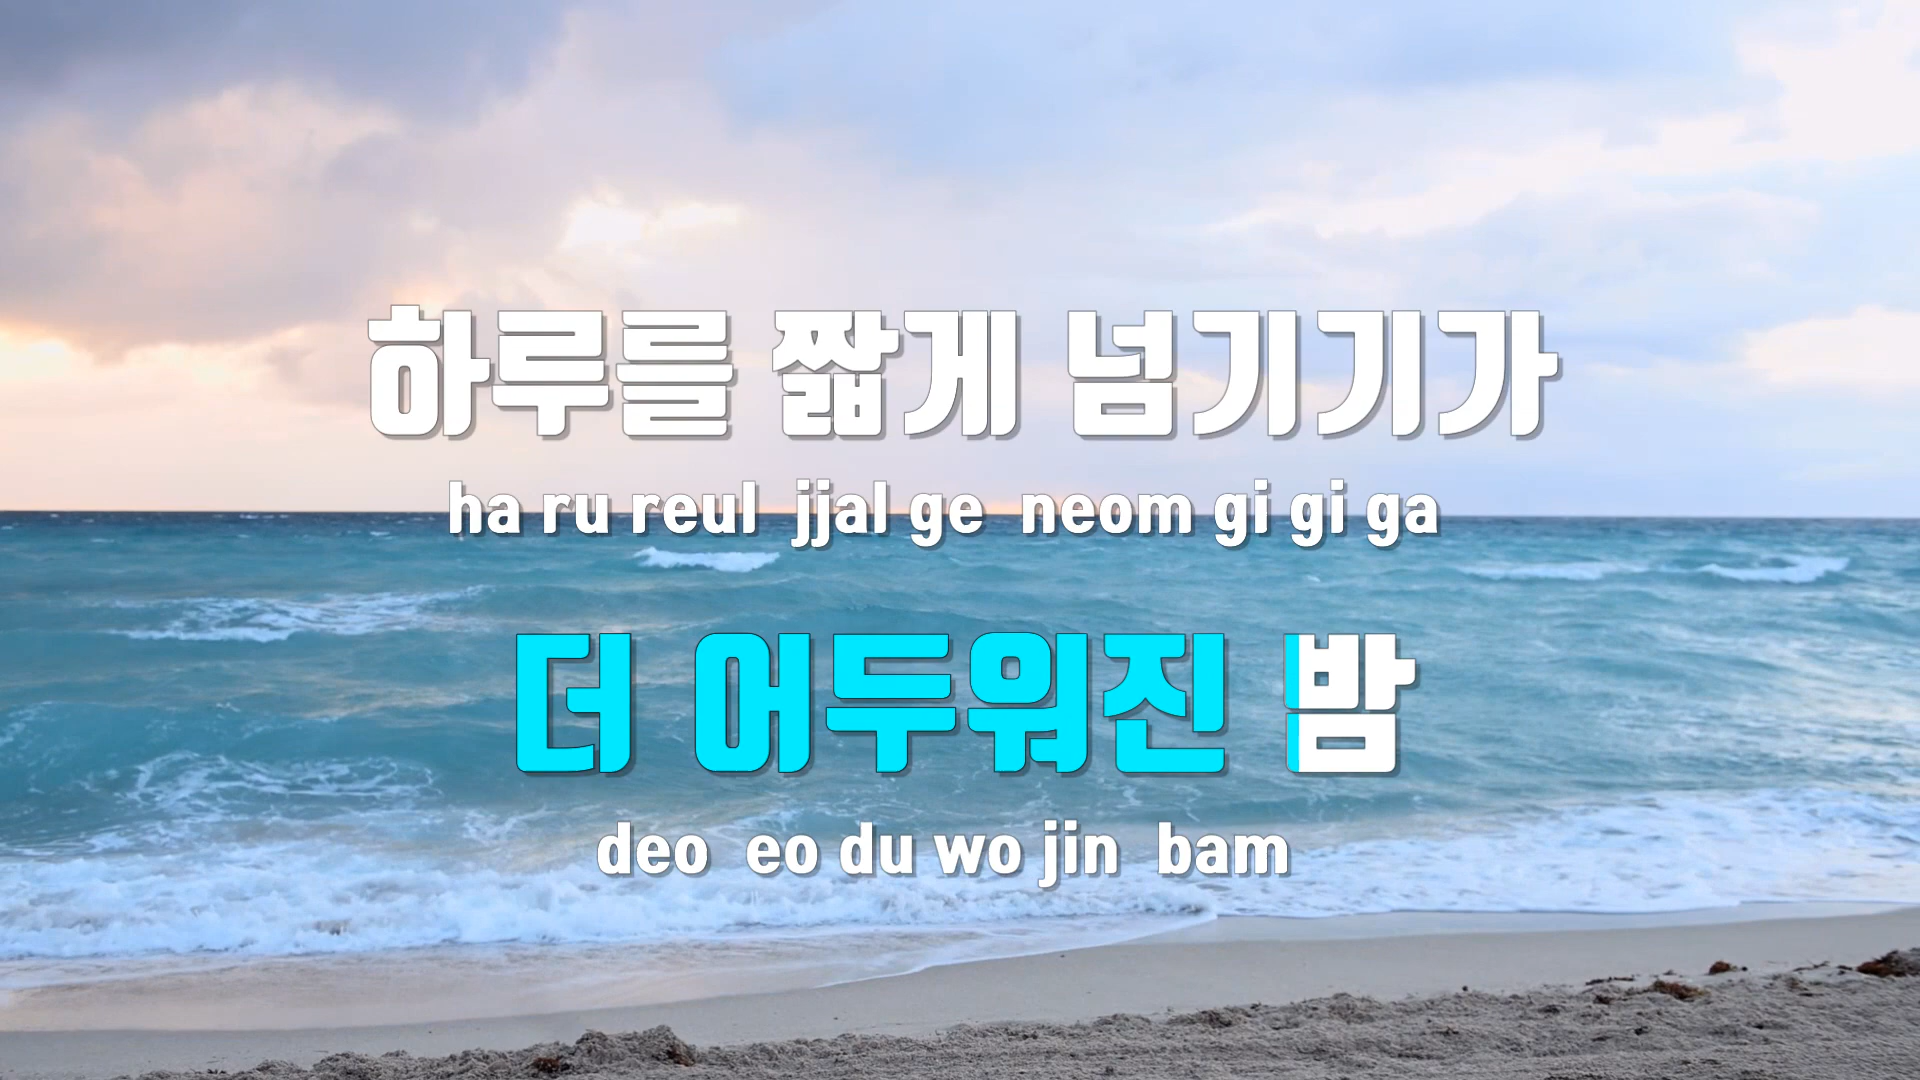 하루를 짧게 넘기기가
ha ru reul jjal ge neom gi gi ga
더 어두워진 밤
deo eo du wo jin bam